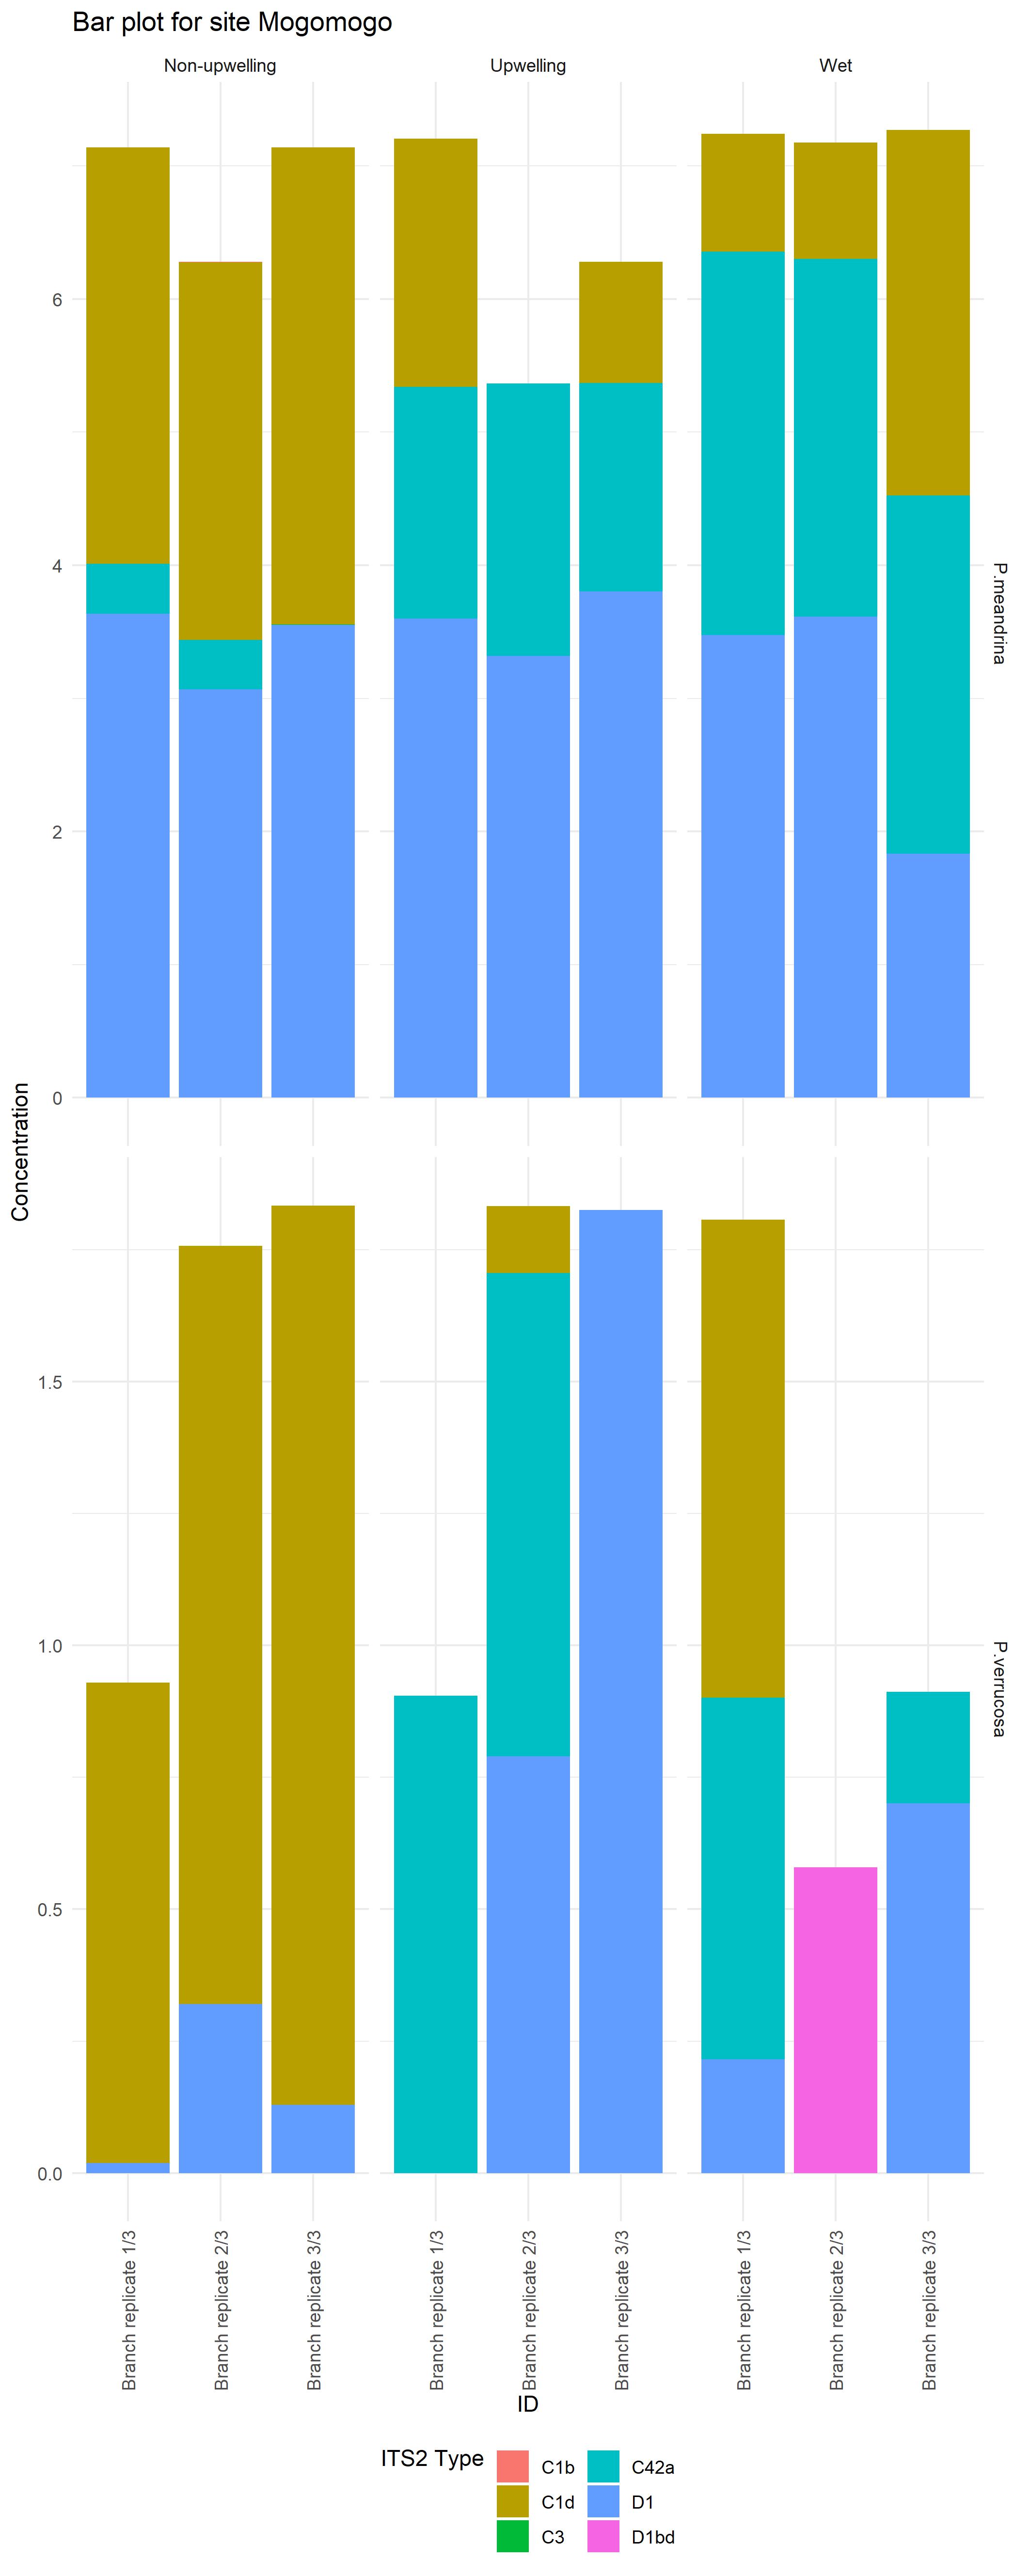 Bar plot for site Mogomogo
Non-upwelling Upwelling Wet
6
4
2
0
P.meandrina
Concentration
1.5
1.0
0.5
0.0
P.verrucosa
Branch replicate 1/3
Branch replicate 2/3
Branch replicate 3/3
Branch replicate 1/3
Branch replicate 2/3
Branch replicate 3/3
Branch replicate 1/3
Branch replicate 2/3
Branch replicate 3/3
ID
ITS2 Type
C1b C42a
C1d D1
C3 D1bd